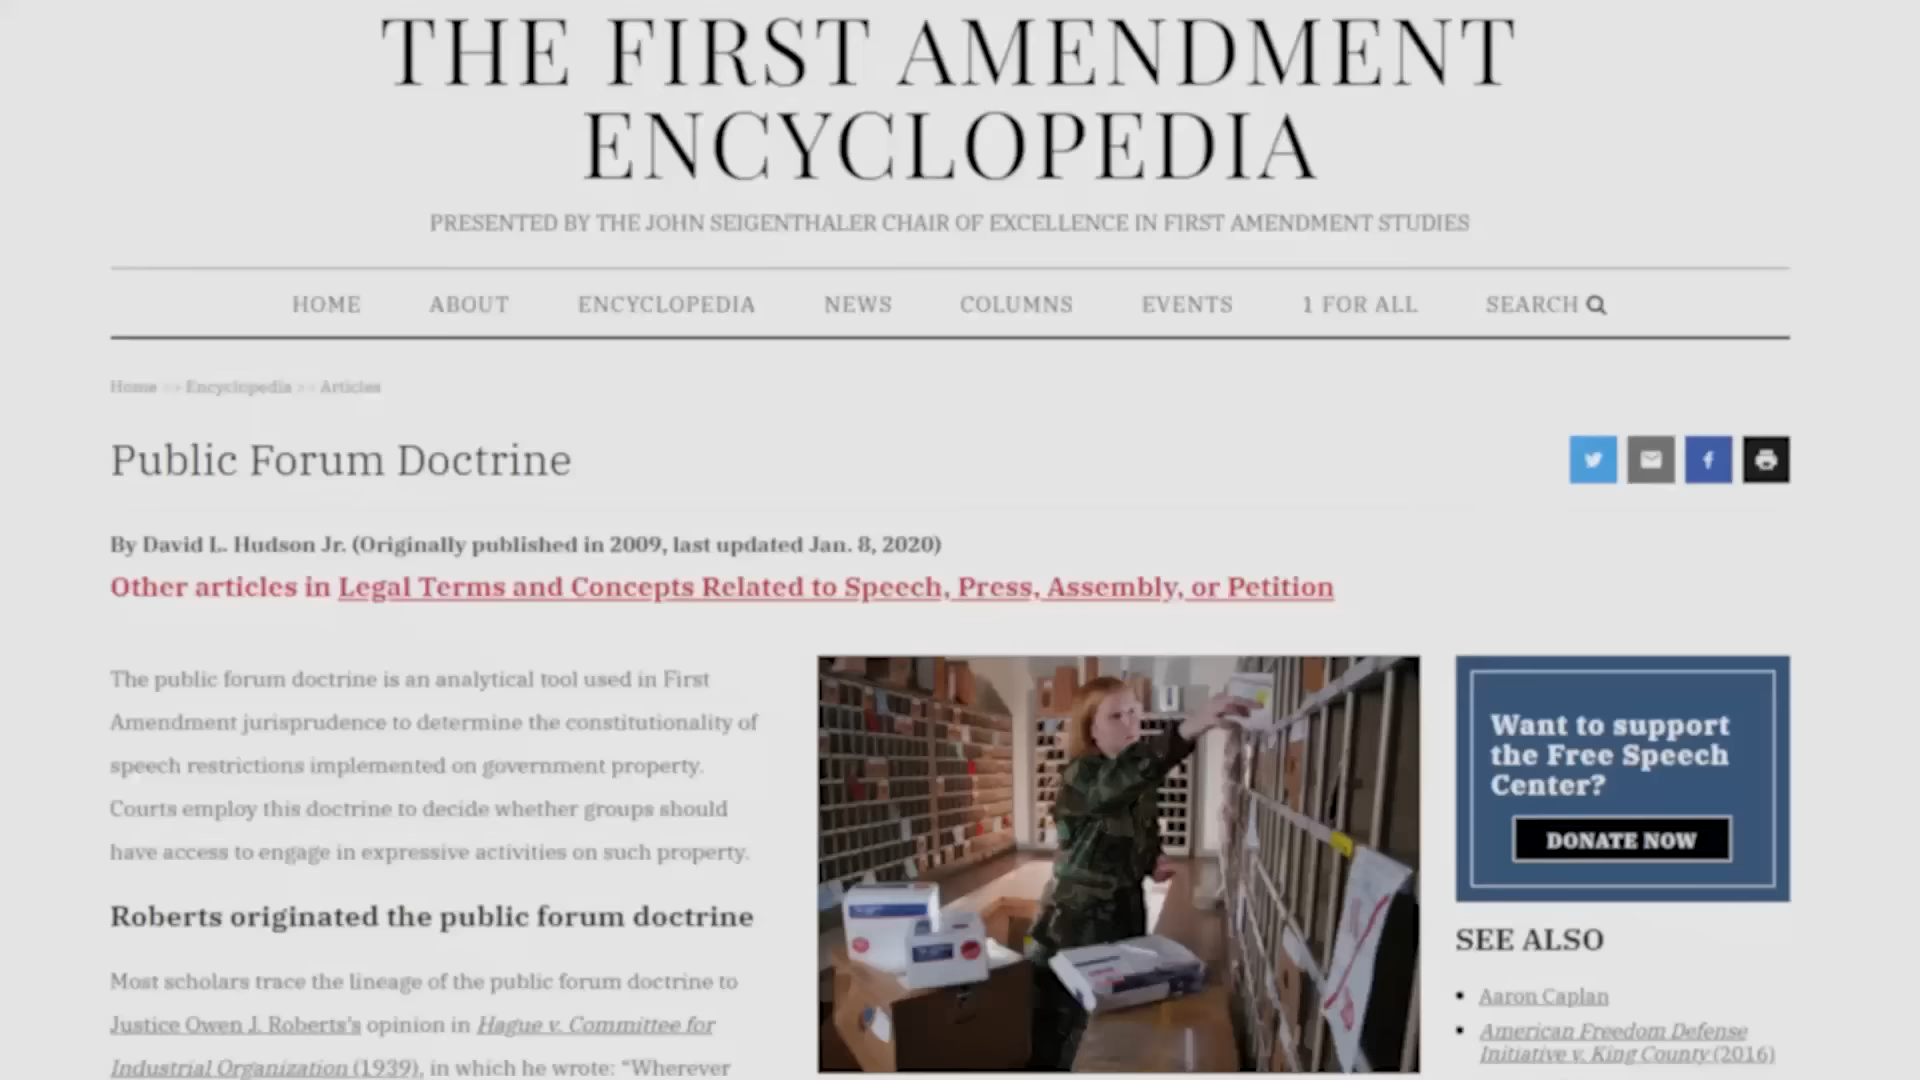 THE FIRST AMENDMENT
ENCYCLOPEDIA
PRESENTED BY THE JOHN SEIGENTHALER CHAIR OF EXCELLENCE IN FIRST AMENDMENT STUDIES
HOME ABOUT ENCYCLOPEDIA NEWS COLUMNS EVENTS 1 FOR ALL SEARCH
Home >> Encyclopedia >> Articles
Public Forum Doctrine
By David L. Hudson Jr. (Originally published in 2009, last updated Jan. 8, 2020)
Other articles in Legal Terms and Concepts Related to Speech, Press, Assembly, or Petition
The public forum doctrine is an analytical tool used in First
Amendment jurisprudence to determine the constitutionality of
speech restrictions implemented on government property.
Courts employ this doctrine to decide whether groups should
have access to engage in expressive activities on such property.
Roberts originated the public forum doctrine
Most scholars trace the lineage of the public forum doctrine to
Justice Owen J. Roberts's opinion in Hague v. Committee for
Industrial Organization (1939), in which he wrote: “Wherever
Want to support
the Free Speech
Center?
DONATE NOW
SEE ALSO
• Aaron Caplan
• American Freedom Defense
Initiative v. King County (2016)